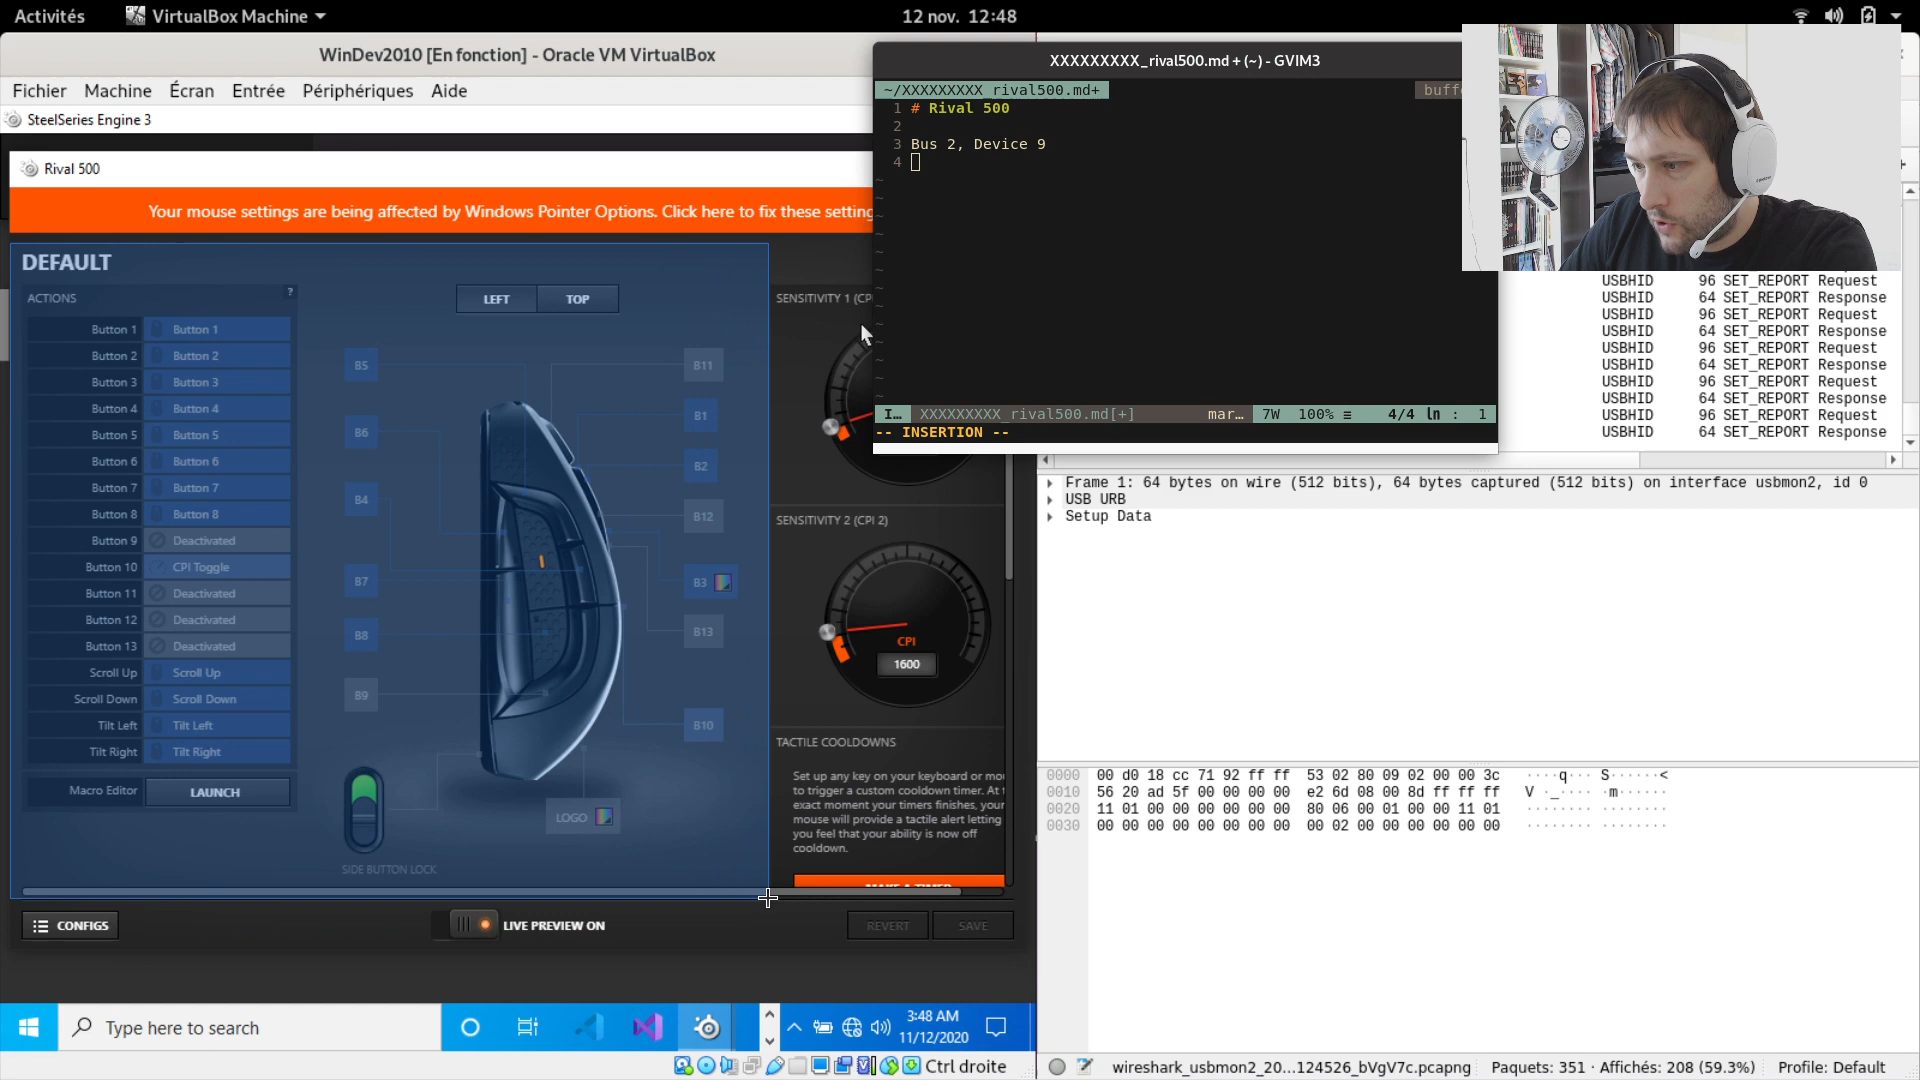 Activités
VirtualBox Machine
12 nov. 12:48
WinDev2010 [En fonction] - Oracle VM VirtualBox
Fichier Machine Écran Entrée Périphériques Aide
SteelSeries Engine 3
Rival 500
Your mouse settings are being affected by Windows Pointer Options. Click here to fix these
DEFAULT
ACTIONS
?
LEFT TOP
Button 1 Button 1
Button 2 Button 2
Button 3 Button 3
Button 4 Button 4
Button 5 Button 5
Button 6 Button 6
Button 7 Button 7
Button 8 Button 8
Button 9 Deactivated
Button 10 CPI Toggle
Button 11 Deactivated
Button 12 Deactivated
Button 13 Deactivated
Scroll Up Scroll Up
Scroll Down Scroll Down
Tilt Left Tilt Left
Tilt Right Tilt Right
Macro Editor LAUNCH
B5
B6
B4
B7
B8
B9
B11
B1
B2
B12
B3
B13
B10
LOGO
SIDE BUTTON LOCK
SENSITIVITY 1 (CP
SENSITIVITY 2 (CPI 2)
CPI
1600
TACTILE COOLDOWNS
Set up any key on your keyboard or mo
to trigger a custom cooldown timer. At
exact moment your timers finishes, your
mouse will provide a tactile alert letting
you feel that your ability is now off
cooldown.
MAKE A TIMER
CONFIGS
LIVE PREVIEW ON
REVERT
SAVE
Type here to search
3:48 AM
11/12/2020
Ctrl droite
XXXXXXXXX_rival500.md + (~) - GVIM3
~/XXXXXXXXX_rival500.md+
buff
1 # Rival 500
2
3 Bus 2, Device 9
4
~
~
~
~
~
~
~
~
~
~
~
~
~
I… XXXXXXXXX_rival500.md[+] mar… 7W 100% ≡ 4/4 ln : 1
-- INSERTION --
USBHID 96 SET_REPORT Request
USBHID 64 SET_REPORT Response
USBHID 96 SET_REPORT Request
USBHID 64 SET_REPORT Response
USBHID 96 SET_REPORT Request
USBHID 64 SET_REPORT Response
USBHID 96 SET_REPORT Request
USBHID 64 SET_REPORT Response
USBHID 96 SET_REPORT Request
USBHID 64 SET_REPORT Response
Frame 1: 64 bytes on wire (512 bits), 64 bytes captured (512 bits) on interface usbmon2, id 0
USB URB
Setup Data
0000 00 d0 18 cc 71 92 ff ff 53 02 80 09 02 00 00 3c ····q··· S······<
0010 56 20 ad 5f 00 00 00 00 e2 6d 08 00 8d ff ff ff V ·_···· ·m······
0020 11 01 00 00 00 00 00 00 80 06 00 01 00 00 11 01 ········ ········
0030 00 00 00 00 00 00 00 00 00 02 00 00 00 00 00 00 ········ ········
wireshark_usbmon2_20...124526_bVgV7c.pcapng
Paquets: 351 · Affichés: 208 (59.3%)
Profile: Default